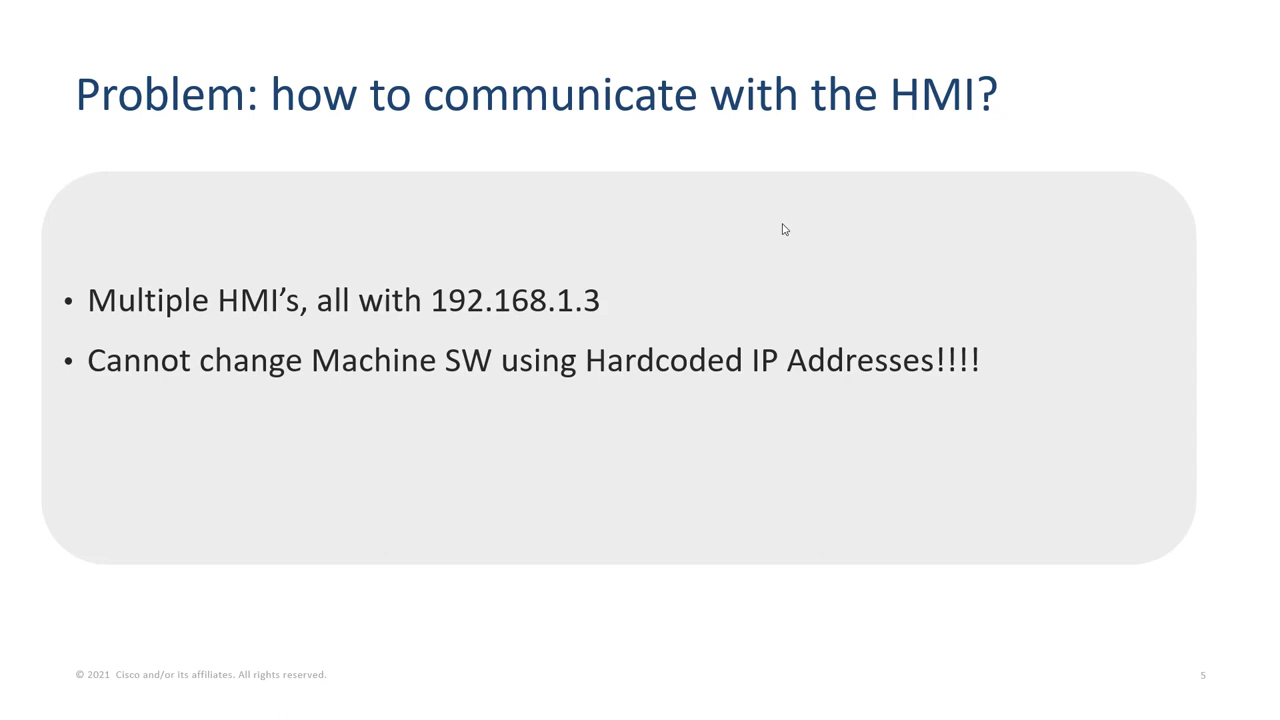 Problem: how to communicate with the HMI?
• Multiple HMI’s, all with 192.168.1.3
• Cannot change Machine SW using Hardcoded IP Addresses!!!!
© 2021 Cisco and/or its affiliates. All rights reserved.
5